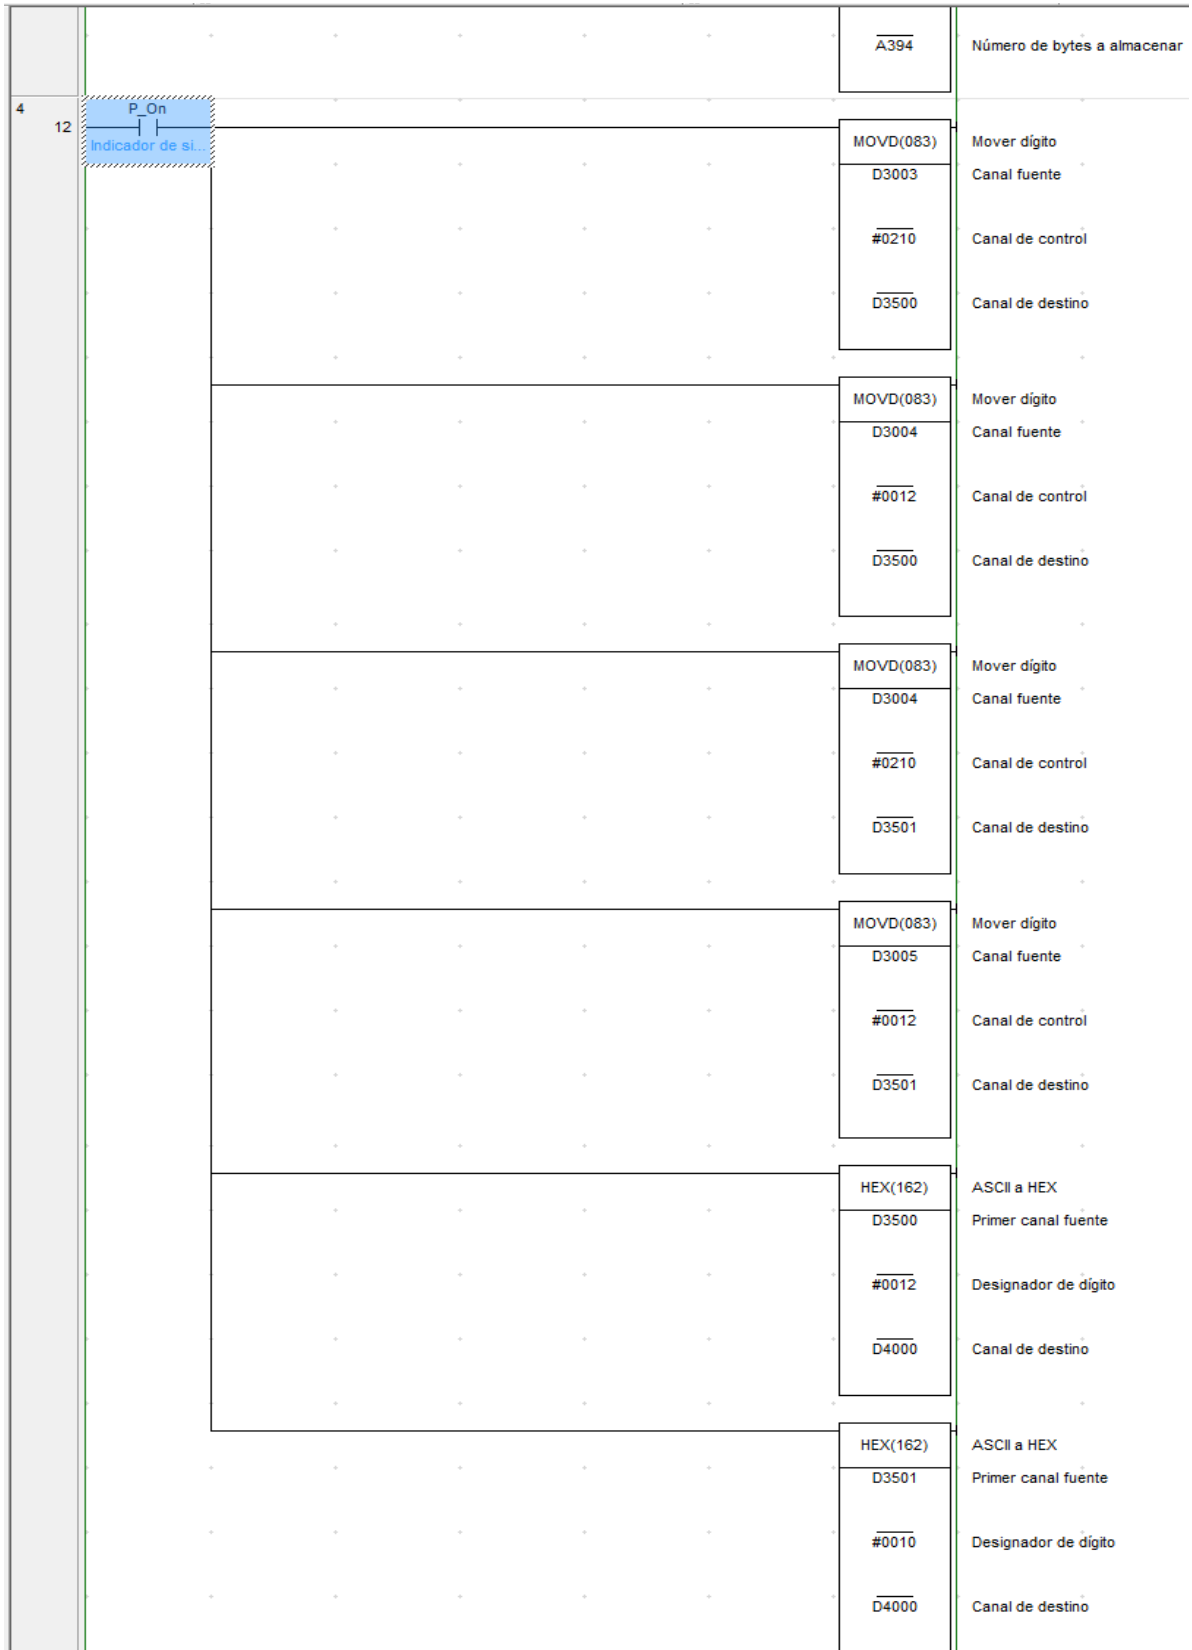 A394 Número de bytes a almacenar
4
P_On
12
Indicador de si...
MOVD(083) Mover dígito
D3003 Canal fuente
#0210 Canal de control
D3500 Canal de destino
MOVD(083) Mover dígito
D3004 Canal fuente
#0012 Canal de control
D3500 Canal de destino
MOVD(083) Mover dígito
D3004 Canal fuente
#0210 Canal de control
D3501 Canal de destino
MOVD(083) Mover dígito
D3005 Canal fuente
#0012 Canal de control
D3501 Canal de destino
HEX(162) ASCII a HEX
D3500 Primer canal fuente
#0012 Designador de dígito
D4000 Canal de destino
HEX(162) ASCII a HEX
D3501 Primer canal fuente
#0010 Designador de dígito
D4000 Canal de destino